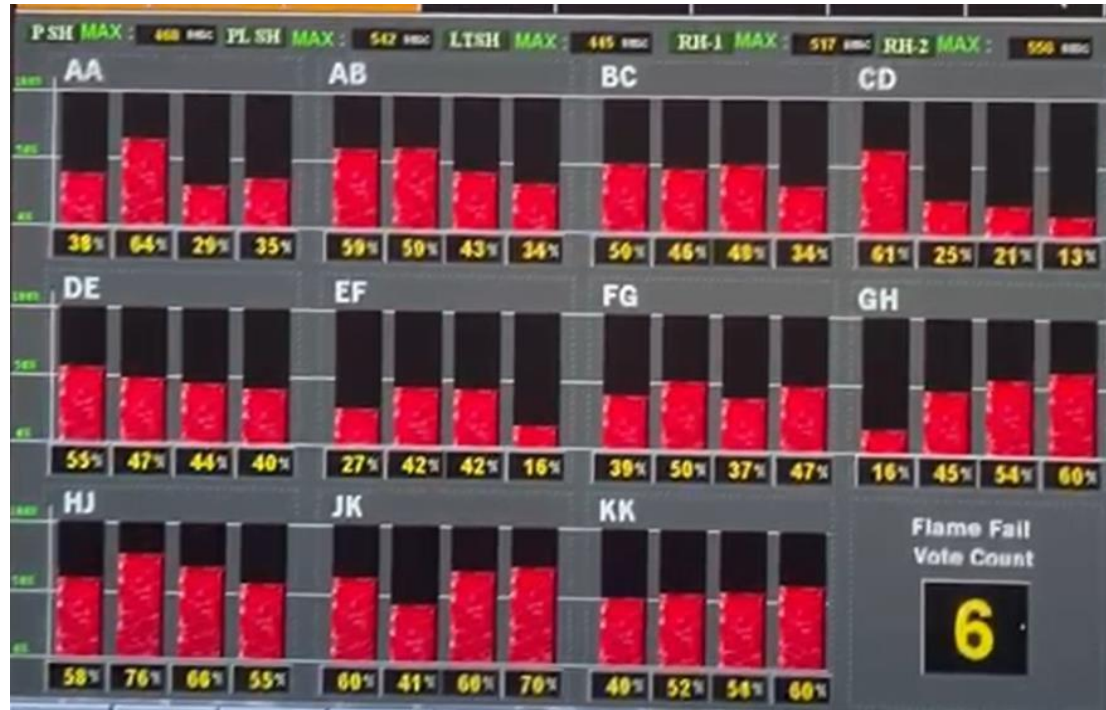 P SH MAX : 468 PL SH MAX : 542 LTSH MAX : 445 RH-1 MAX : 517 RH-2 MAX : 556
AA AB BC CD
38% 64% 29% 35% 59% 59% 43% 34% 50% 46% 48% 34% 61% 25% 21% 13%
DE EF FG GH
55% 47% 44% 40% 27% 42% 42% 16% 39% 50% 37% 47% 16% 45% 54% 60%
HJ JK KK
Flame Fail
Vote Count
6
58% 76% 66% 55% 60% 41% 70% 52% 60%